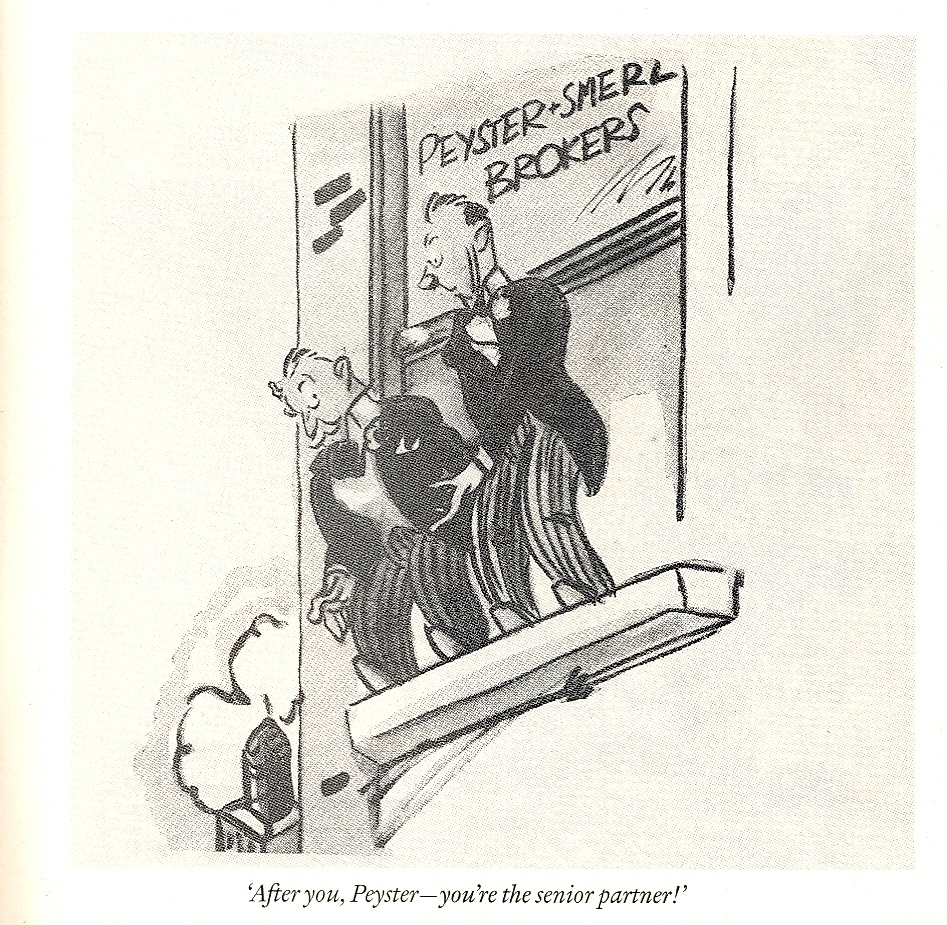 PEYSTER + SMERL
BROKERS
‘After you, Peyster—you’re the senior partner!’